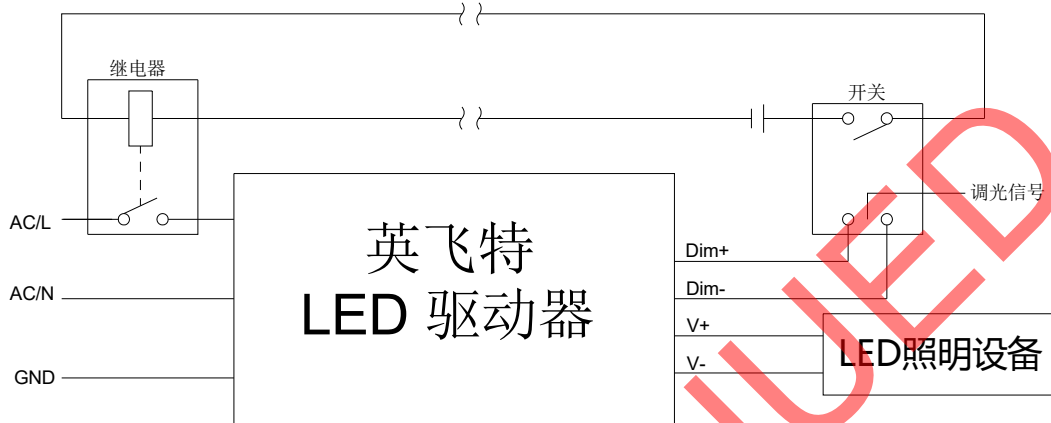 继电器
开关
AC/L
调光信号
英飞特
LED 驱动器
Dim+
AC/N
Dim-
V+
LED照明设备
V-
GND
UED